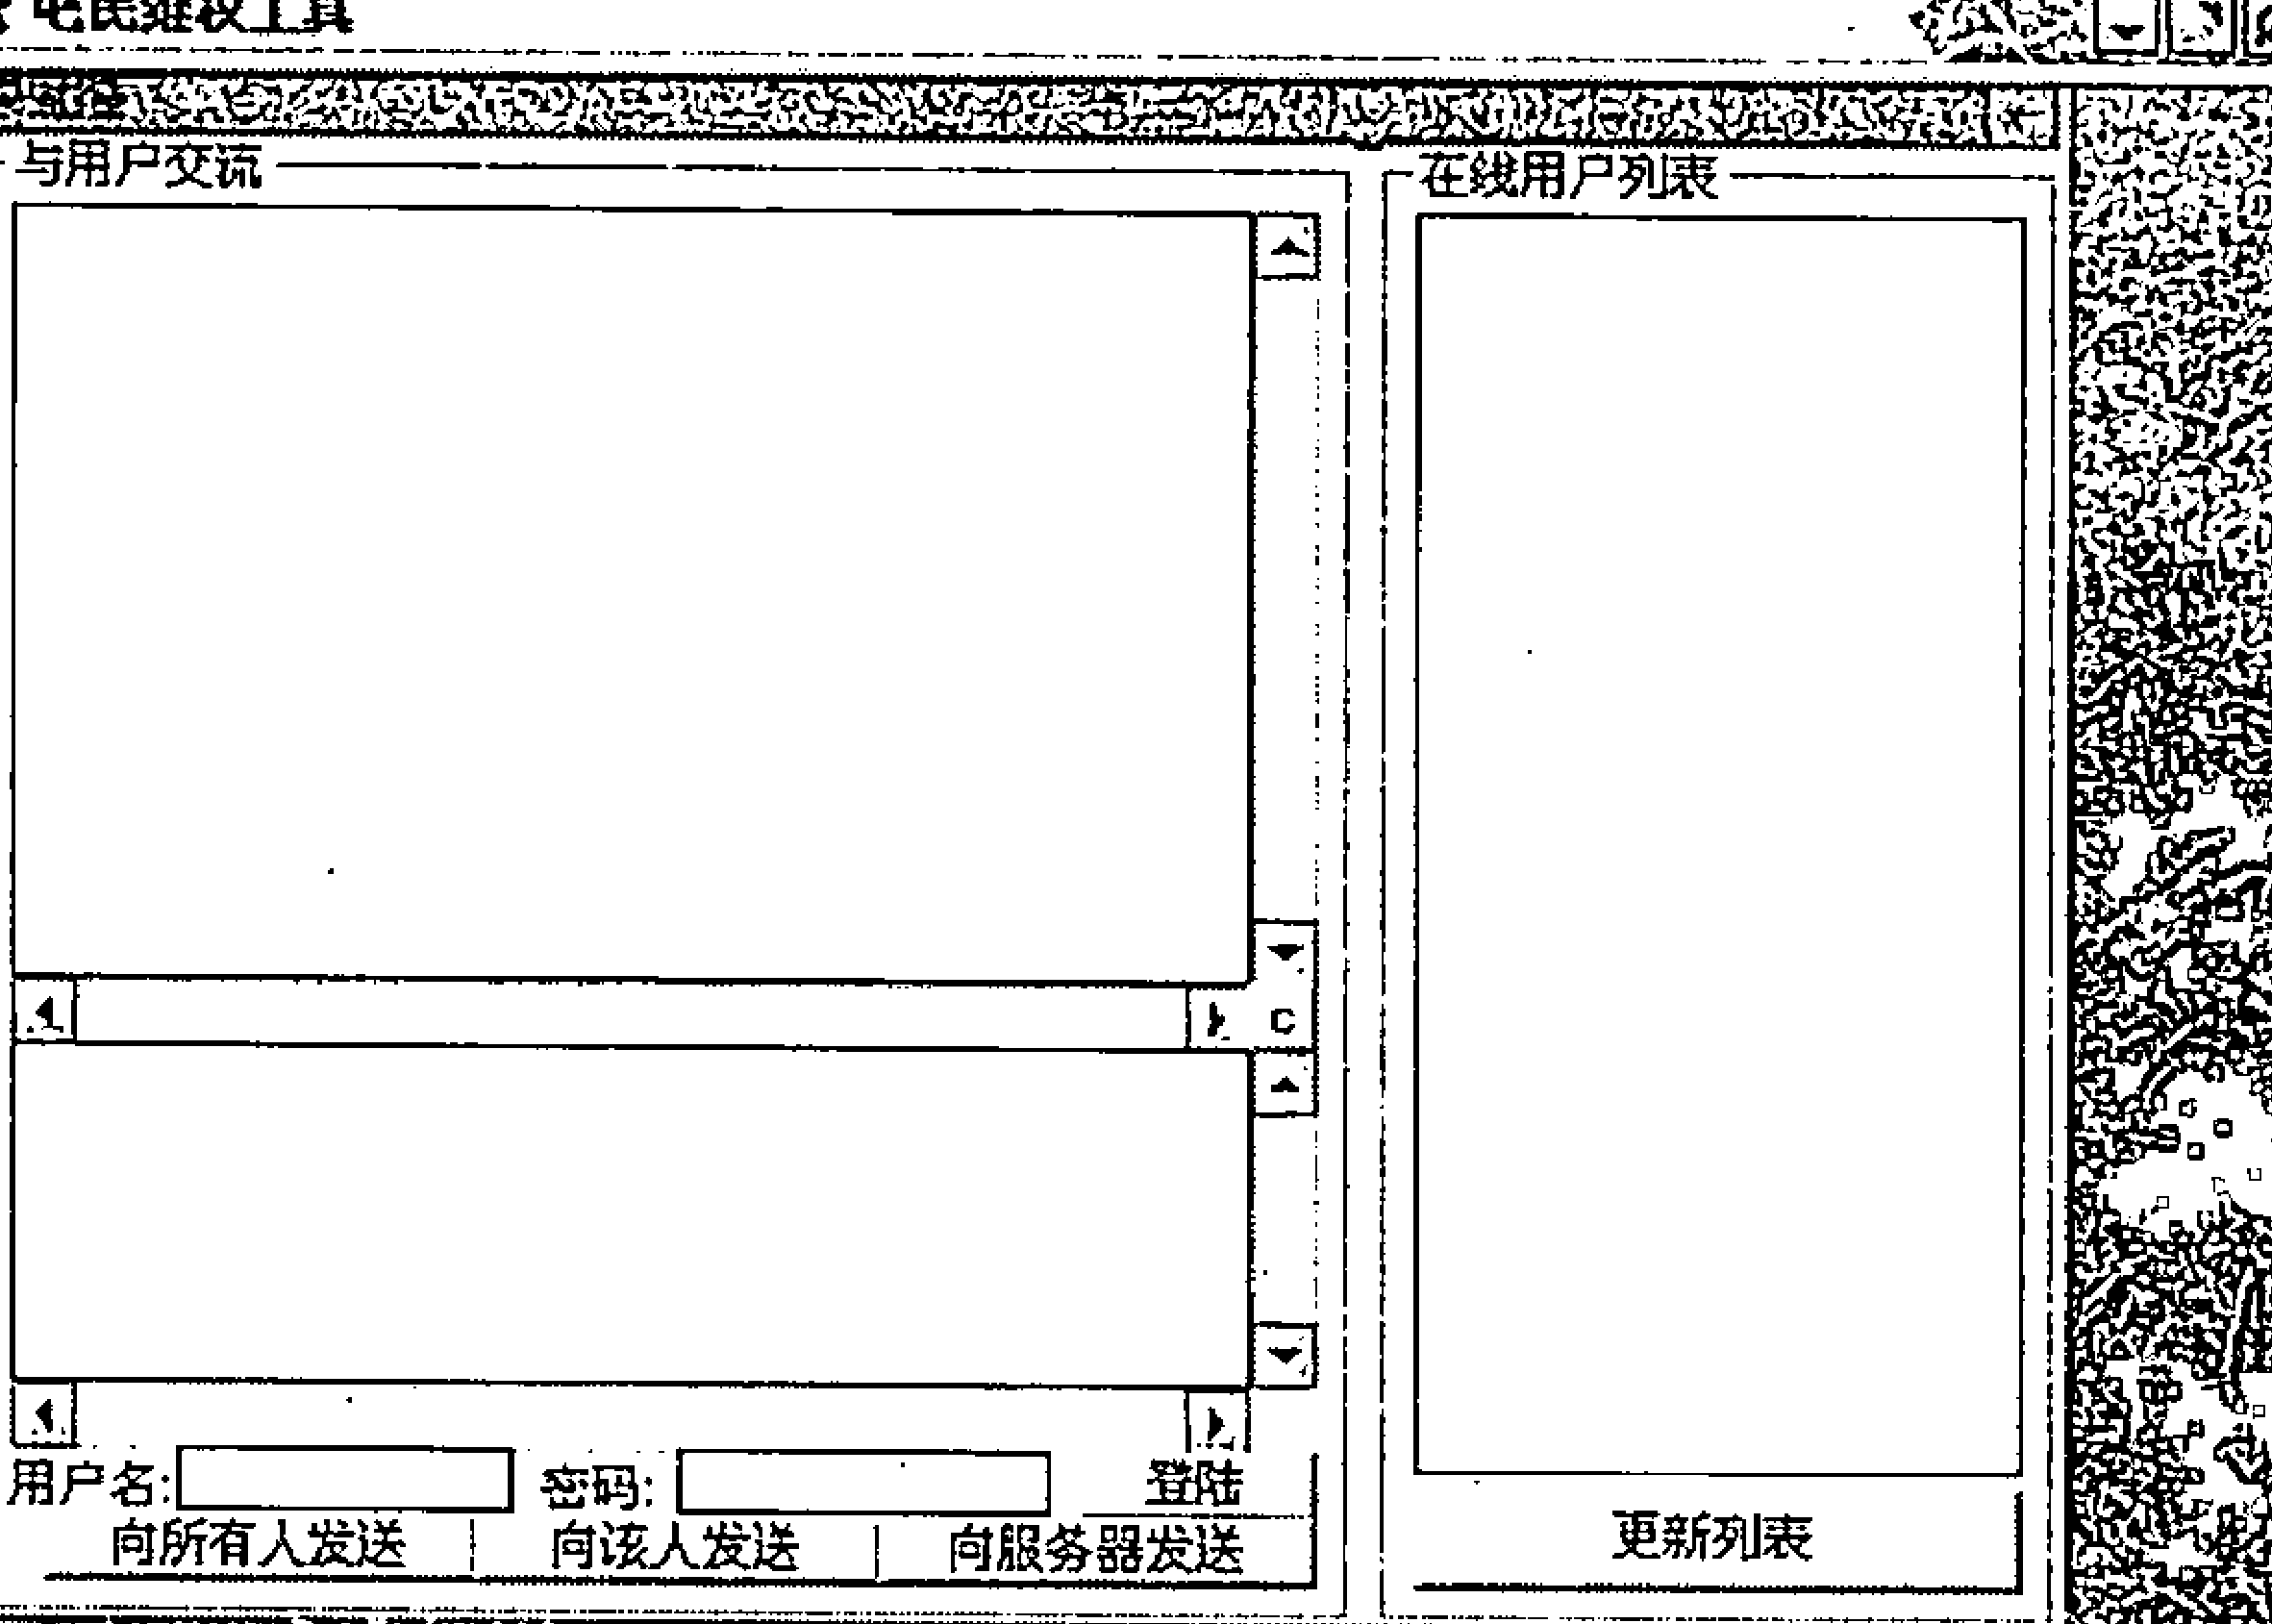 工具
与用户交流
在线用户列表
C
用户名:
密码:
登陆
向所有人发送
向该人发送
向服务器发送
更新列表